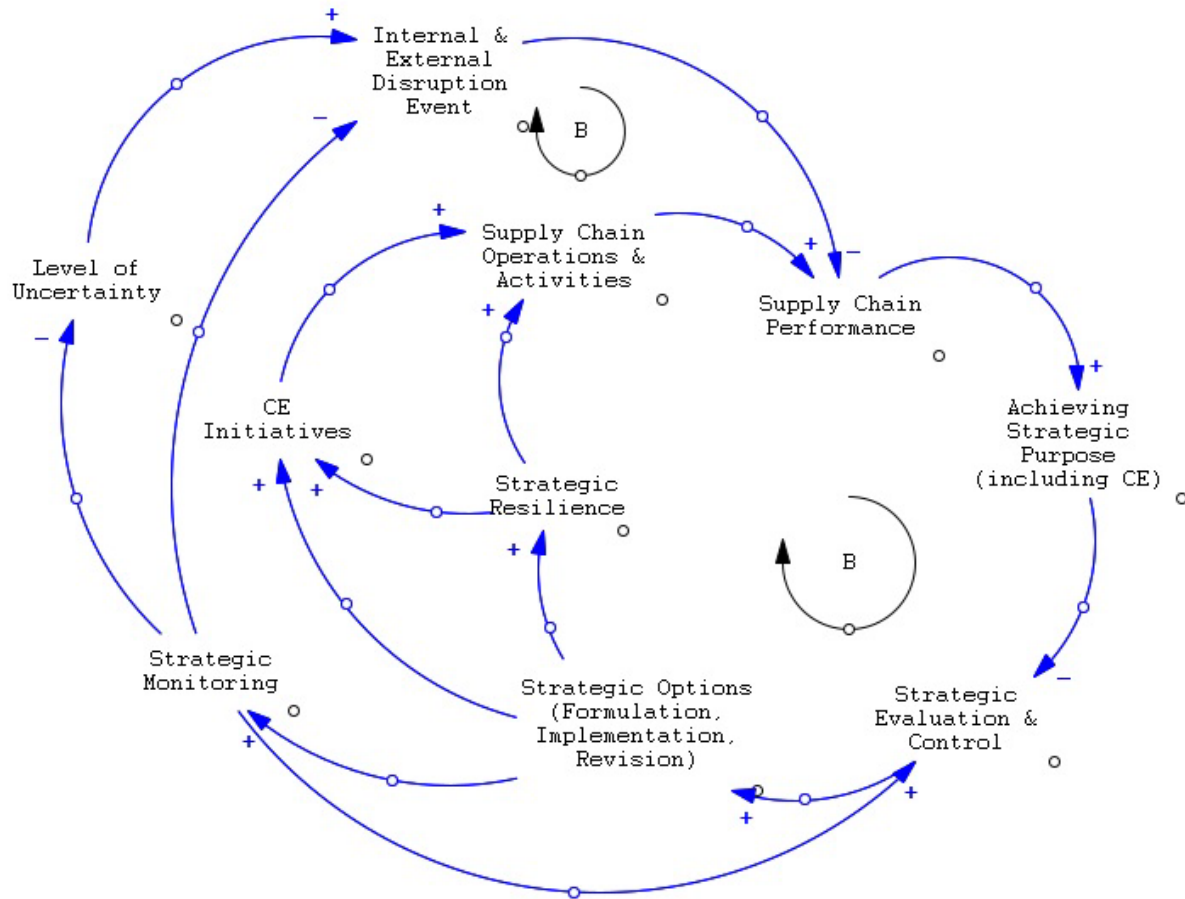 +
Internal &
External
Disruption
Event
−
B
+
Supply Chain
Operations &
Activities
+
−
Supply Chain
Performance
Level of
Uncertainty
−
+
+
CE
Initiatives
+
+
Achieving
Strategic
Purpose
(including CE)
Strategic
Resilience
+
B
−
Strategic
Monitoring
+
Strategic Options
(Formulation,
Implementation,
Revision)
+
Strategic
Evaluation &
Control
+